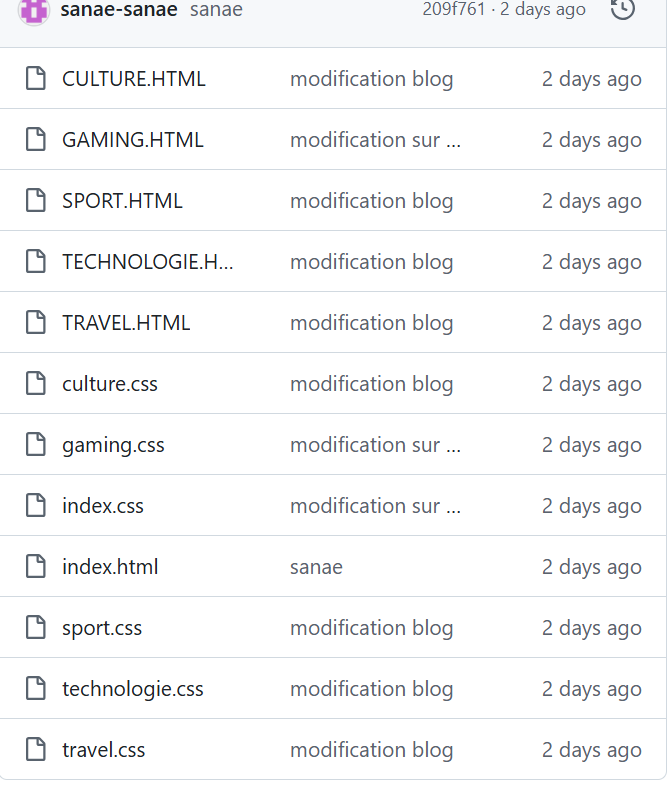 sanae-sanae sanae 209f761 · 2 days ago
CULTURE.HTML modification blog 2 days ago
GAMING.HTML modification sur ... 2 days ago
SPORT.HTML modification blog 2 days ago
TECHNOLOGIE.H... modification blog 2 days ago
TRAVEL.HTML modification blog 2 days ago
culture.css modification blog 2 days ago
gaming.css modification sur ... 2 days ago
index.css modification sur ... 2 days ago
index.html sanae 2 days ago
sport.css modification blog 2 days ago
technologie.css modification blog 2 days ago
travel.css modification blog 2 days ago